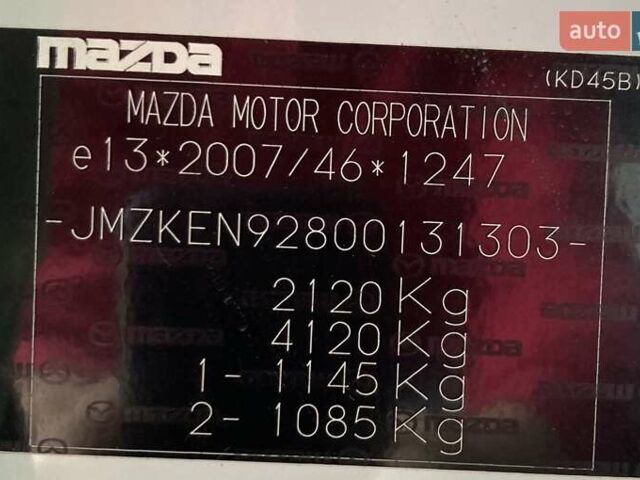 auto
mazda
(KD45B)
MAZDA MOTOR CORPORATION
e13*2007/46*1247
-JMZKEN92800131303-
2120Kg
4120Kg
1-1145Kg
2-1085Kg